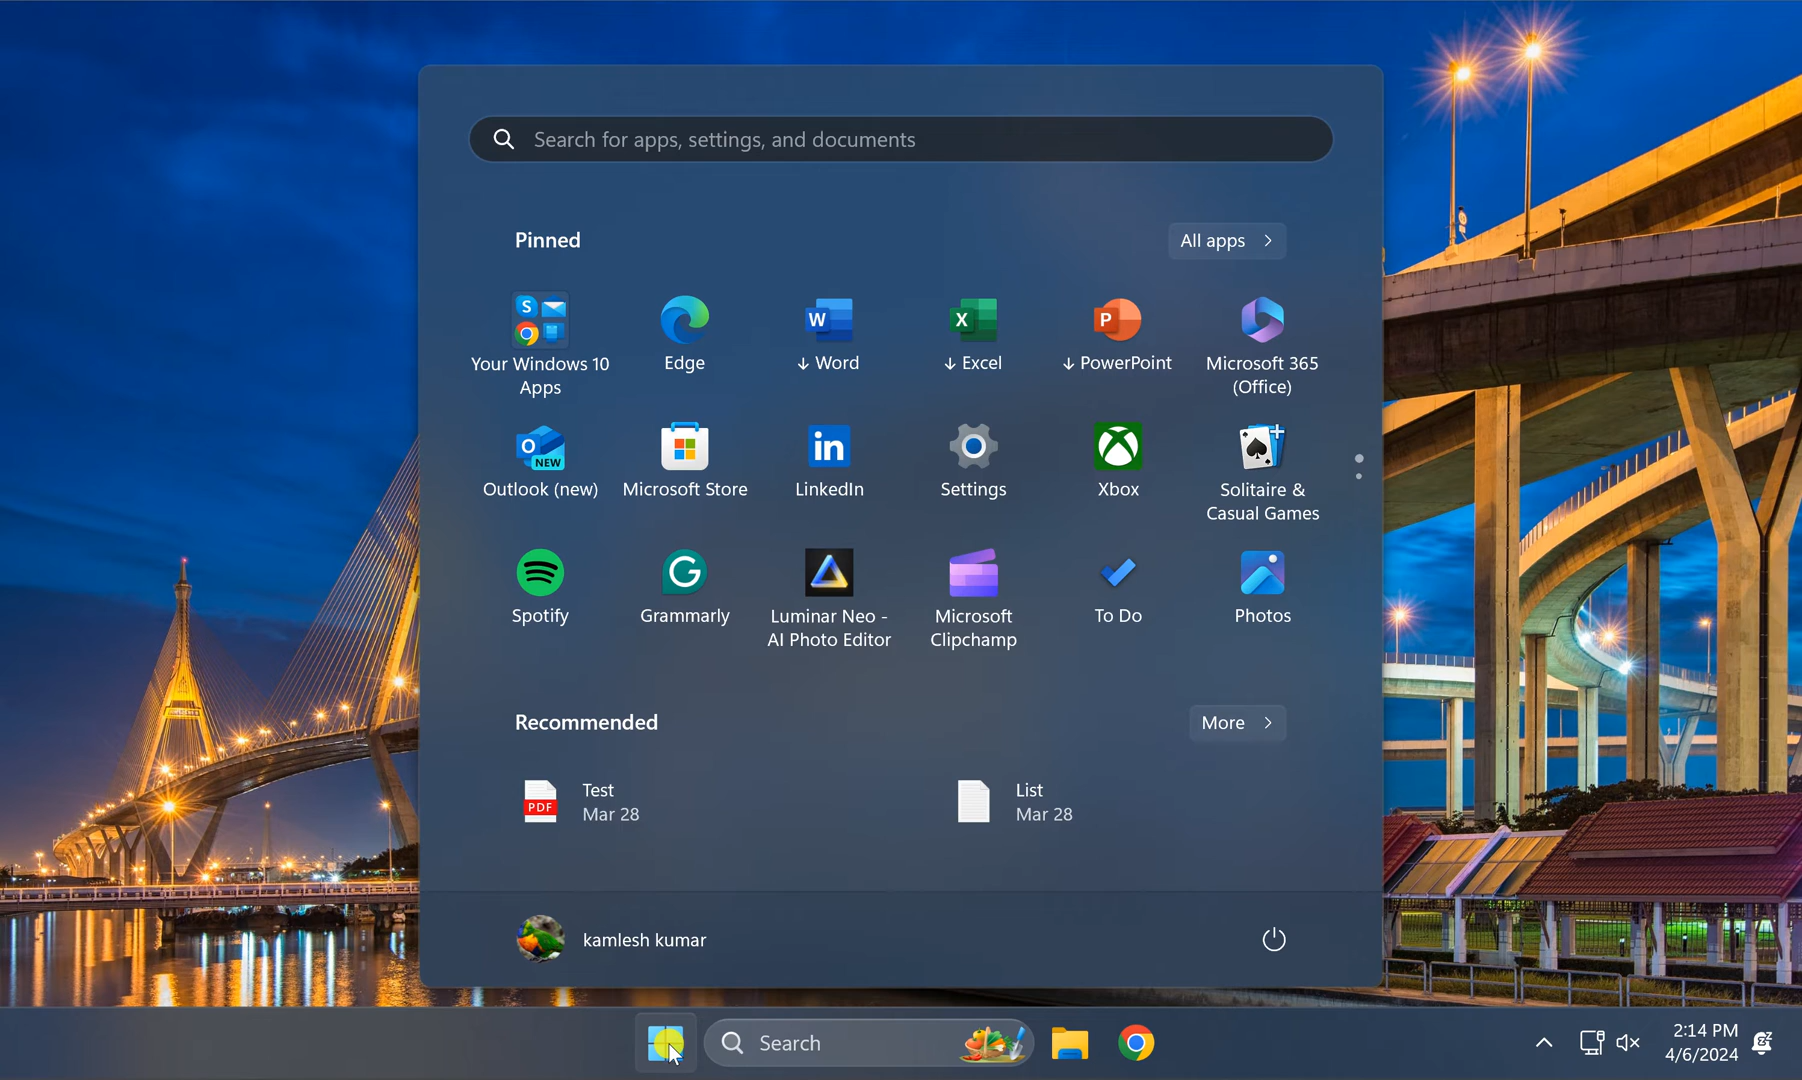 Search for apps, settings, and documents
Pinned
All apps
Your Windows 10
Apps
Edge
↓ Word
↓ Excel
↓ PowerPoint
Microsoft 365
(Office)
Outlook (new)
Microsoft Store
LinkedIn
Settings
Xbox
Solitaire &
Casual Games
Spotify
Grammarly
Luminar Neo -
AI Photo Editor
Microsoft
Clipchamp
To Do
Photos
Recommended
More
PDF
Test
Mar 28
List
Mar 28
kamlesh kumar
Search
2:14 PM
4/6/2024
S
W
X
P
O
NEW
in
G